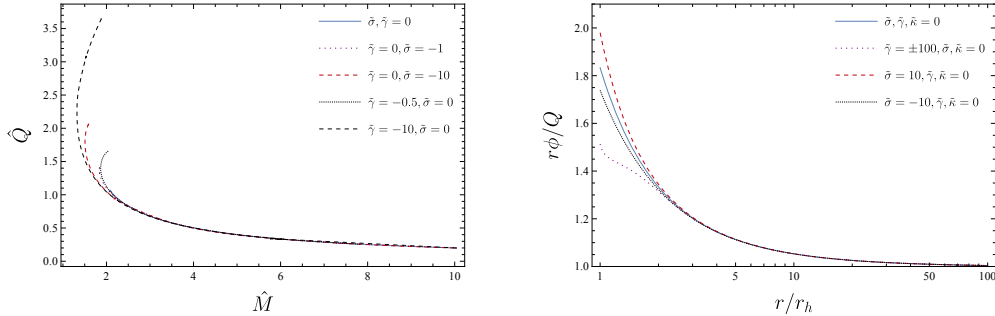 σ̃, γ̃ = 0
γ̃ = 0, σ̃ = −1
γ̃ = 0, σ̃ = −10
γ̃ = −0.5, σ̃ = 0
γ̃ = −10, σ̃ = 0
3.5
3.0
2.5
2.0
1.5
1.0
0.5
0.0
Q̂
2 4 6 8 10
M̂
σ̃, γ̃, κ̃ = 0
γ̃ = ±100, σ̃, κ̃ = 0
σ̃ = 10, γ̃, κ̃ = 0
σ̃ = −10, γ̃, κ̃ = 0
2.0
1.8
1.6
1.4
1.2
1.0
rϕ/Q
1 5 10 50 100
r/r_h